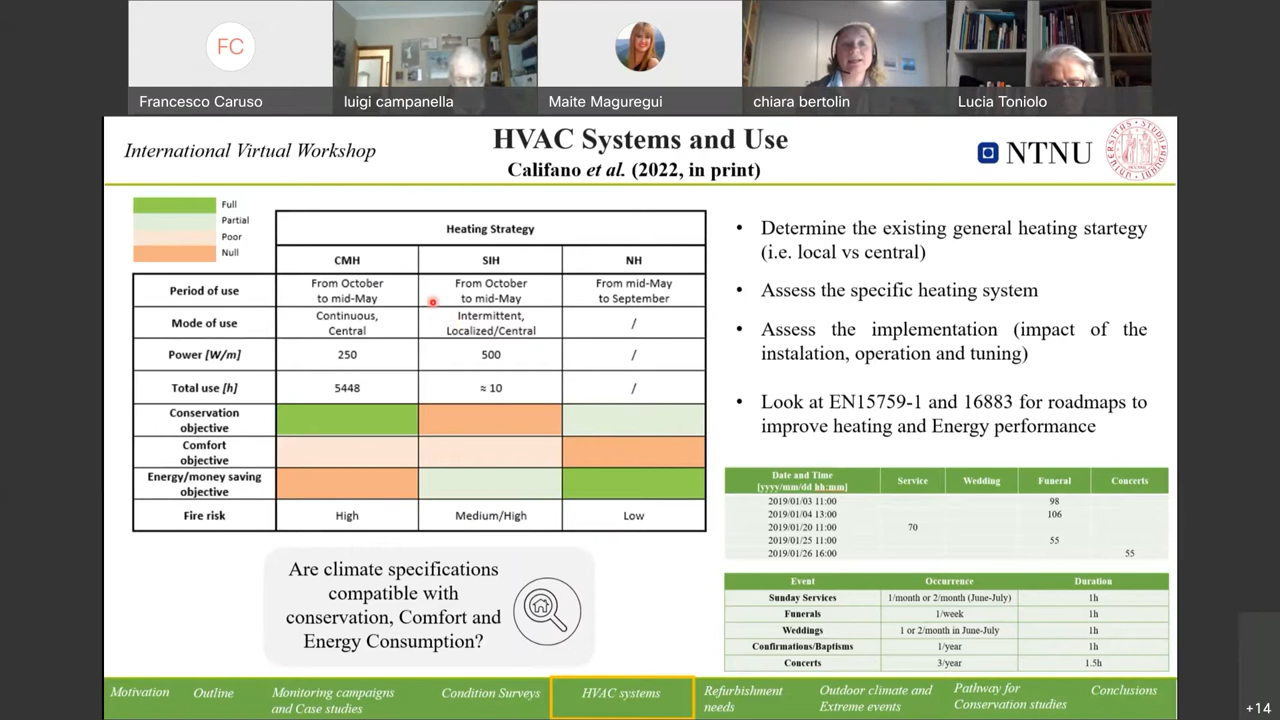 FC
Francesco Caruso
luigi campanella
Maite Maguregui
chiara bertolin
Lucia Toniolo
International Virtual Workshop
HVAC Systems and Use
Califano et al. (2022, in print)
NTNU
Full
Partial
Poor
Null
Heating Strategy
CMH SIH NH
Period of use
From October
to mid-May
From October
to mid-May
From mid-May
to September
Mode of use
Continuous,
Central
Intermittent,
Localized/Central
/
Power [W/m] 250 500 /
Total use [h] 5448 ≈ 10 /
Conservation
objective
Comfort
objective
Energy/money saving
objective
Fire risk High Medium/High Low
Are climate specifications
compatible with
conservation, Comfort and
Energy Consumption?
• Determine the existing general heating startegy
(i.e. local vs central)
• Assess the specific heating system
• Assess the implementation (impact of the
instalation, operation and tuning)
• Look at EN15759-1 and 16883 for roadmaps to
improve heating and Energy performance
Date and Time
[yyyy/mm/dd hh:mm]
Service Wedding Funeral Concerts
2019/01/03 11:00 98
2019/01/04 13:00 106
2019/01/20 11:00 70
2019/01/25 11:00 55
2019/01/26 16:00 55
Event Occurrence Duration
Sunday Services 1/month or 2/month (June-July) 1h
Funerals 1/week 1h
Weddings 1 or 2/month in June-July 1h
Confirmations/Baptisms 1/year 1h
Concerts 3/year 1.5h
Motivation
Outline
Monitoring campaigns
and Case studies
Condition Surveys
HVAC systems
Refurbishment
needs
Outdoor climate and
Extreme events
Pathway for
Conservation studies
Conclusions
+14